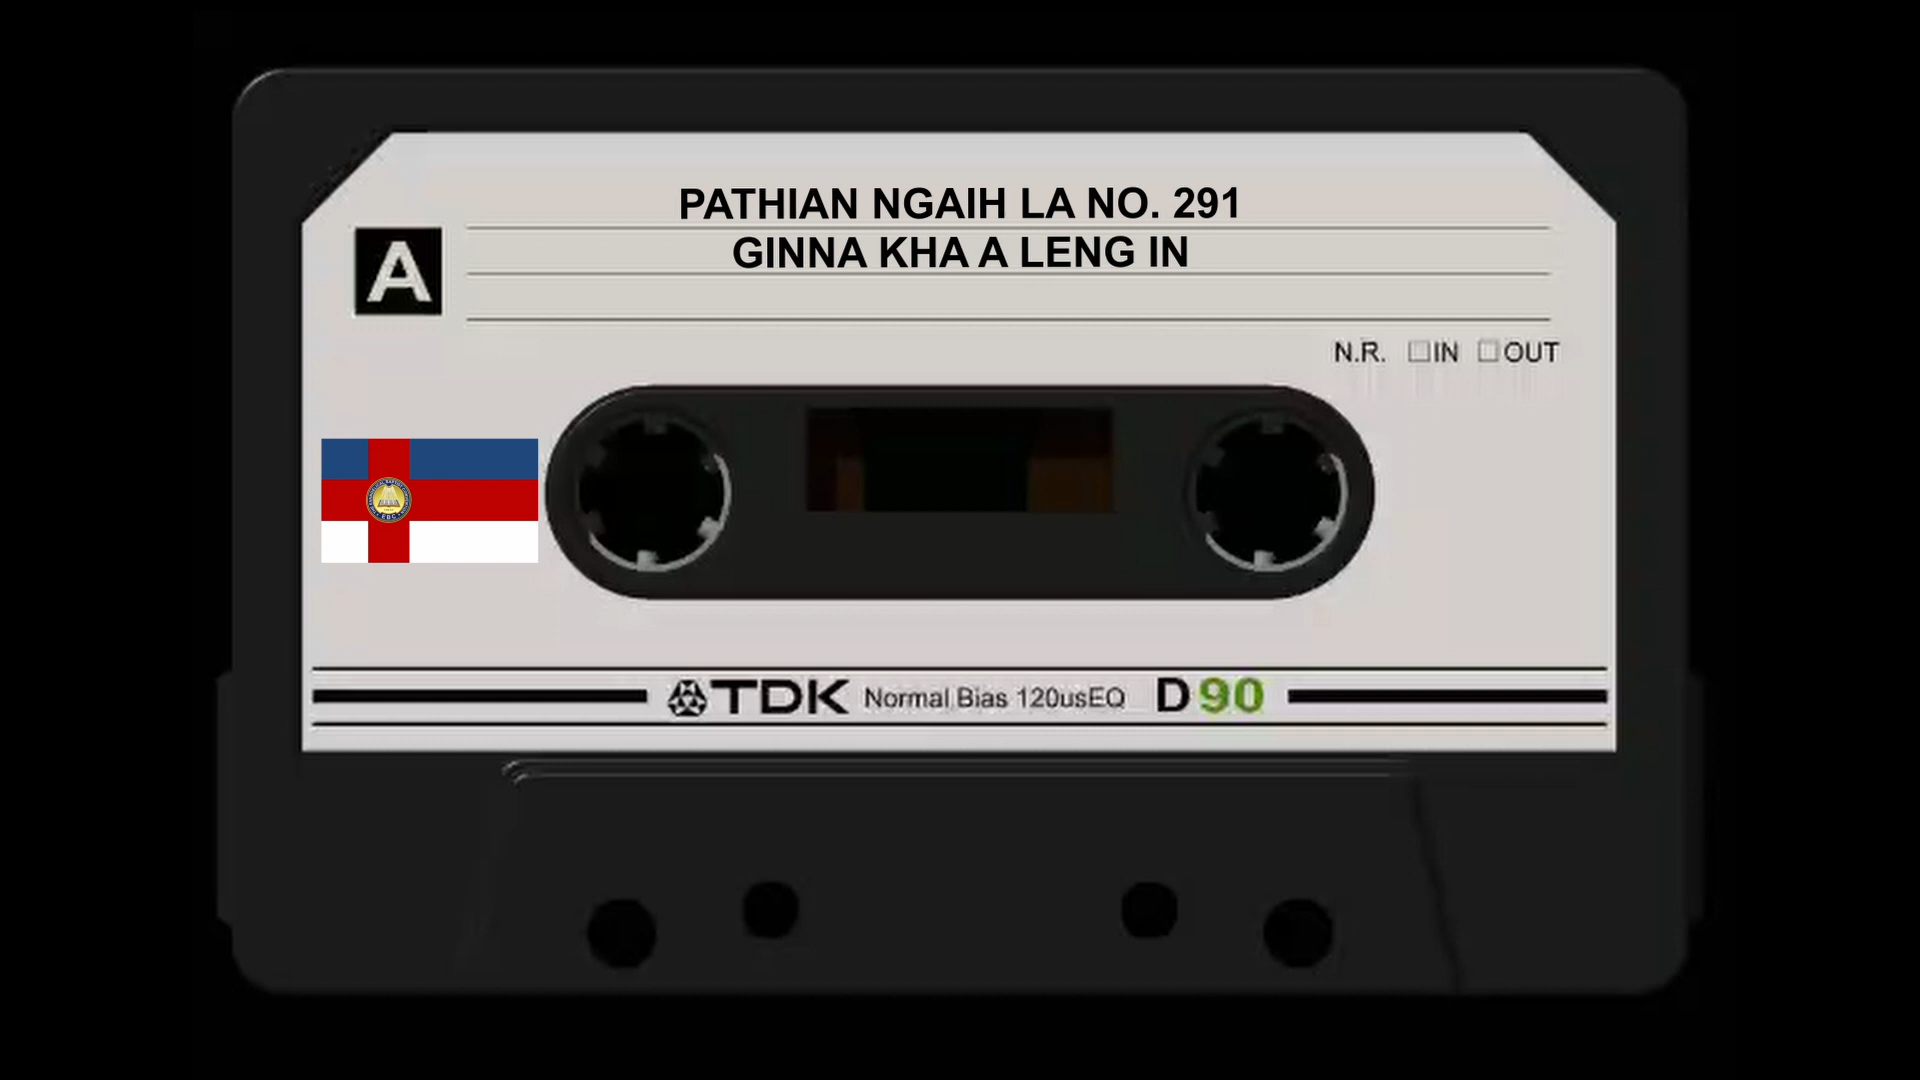 PATHIAN NGAIH LA NO. 291
GINNA KHA A LENG IN
A
N.R. IN OUT
TDK Normal Bias 120usEQ D90